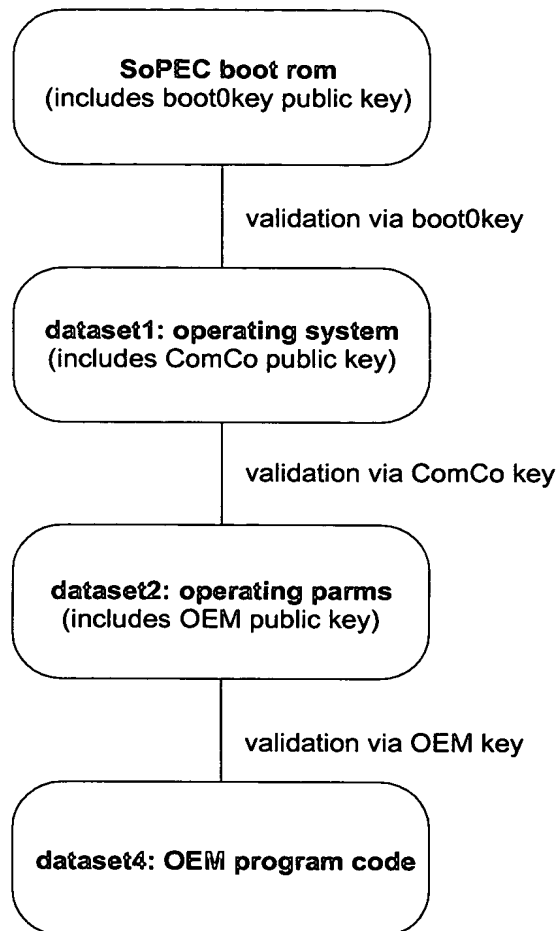 SoPEC boot rom
(includes boot0key public key)
validation via boot0key
dataset1: operating system
(includes ComCo public key)
validation via ComCo key
dataset2: operating parms
(includes OEM public key)
validation via OEM key
dataset4: OEM program code